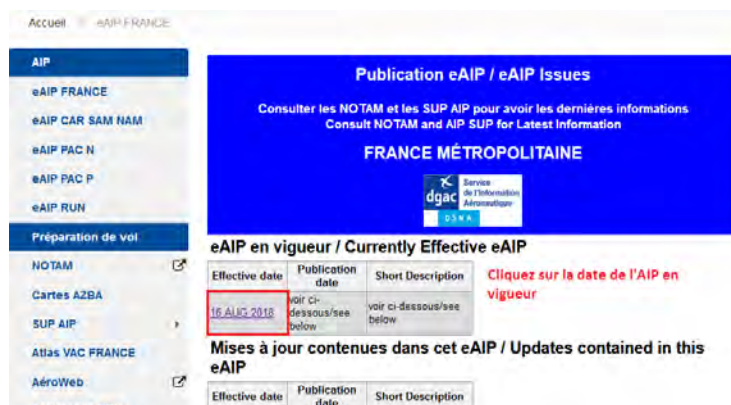 Accueil eAIP FRANCE
AIP
eAIP FRANCE
eAIP CAR SAM NAM
eAIP PAC N
eAIP PAC P
eAIP RUN
Préparation de vol
NOTAM
Cartes AZBA
SUP AIP
Atlas VAC FRANCE
AéroWeb
Publication eAIP / eAIP Issues
Consulter les NOTAM et les SUP AIP pour avoir les dernières informations
Consult NOTAM and AIP SUP for Latest Information
FRANCE MÉTROPOLITAINE
dgac
Service
de l'Information
Aéronautique
DSNA
eAIP en vigueur / Currently Effective eAIP
Effective date Publication date Short Description
16 AUG 2018 voir ci-dessous/see below voir ci-dessous/see below
Cliquez sur la date de l'AIP en
vigueur
Mises à jour contenues dans cet eAIP / Updates contained in this
eAIP
Effective date Publication date Short Description